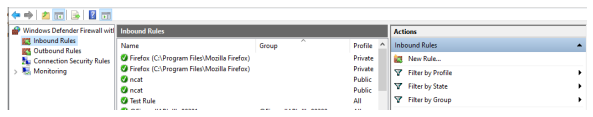 Windows Defender Firewall with
Inbound Rules
Outbound Rules
Connection Security Rules
Monitoring
Inbound Rules
Name Group Profile
Firefox (C:\Program Files\Mozilla Firefox) Private
Firefox (C:\Program Files\Mozilla Firefox) Private
ncat Public
ncat Public
Test Rule All
Actions
Inbound Rules
New Rule...
Filter by Profile
Filter by State
Filter by Group